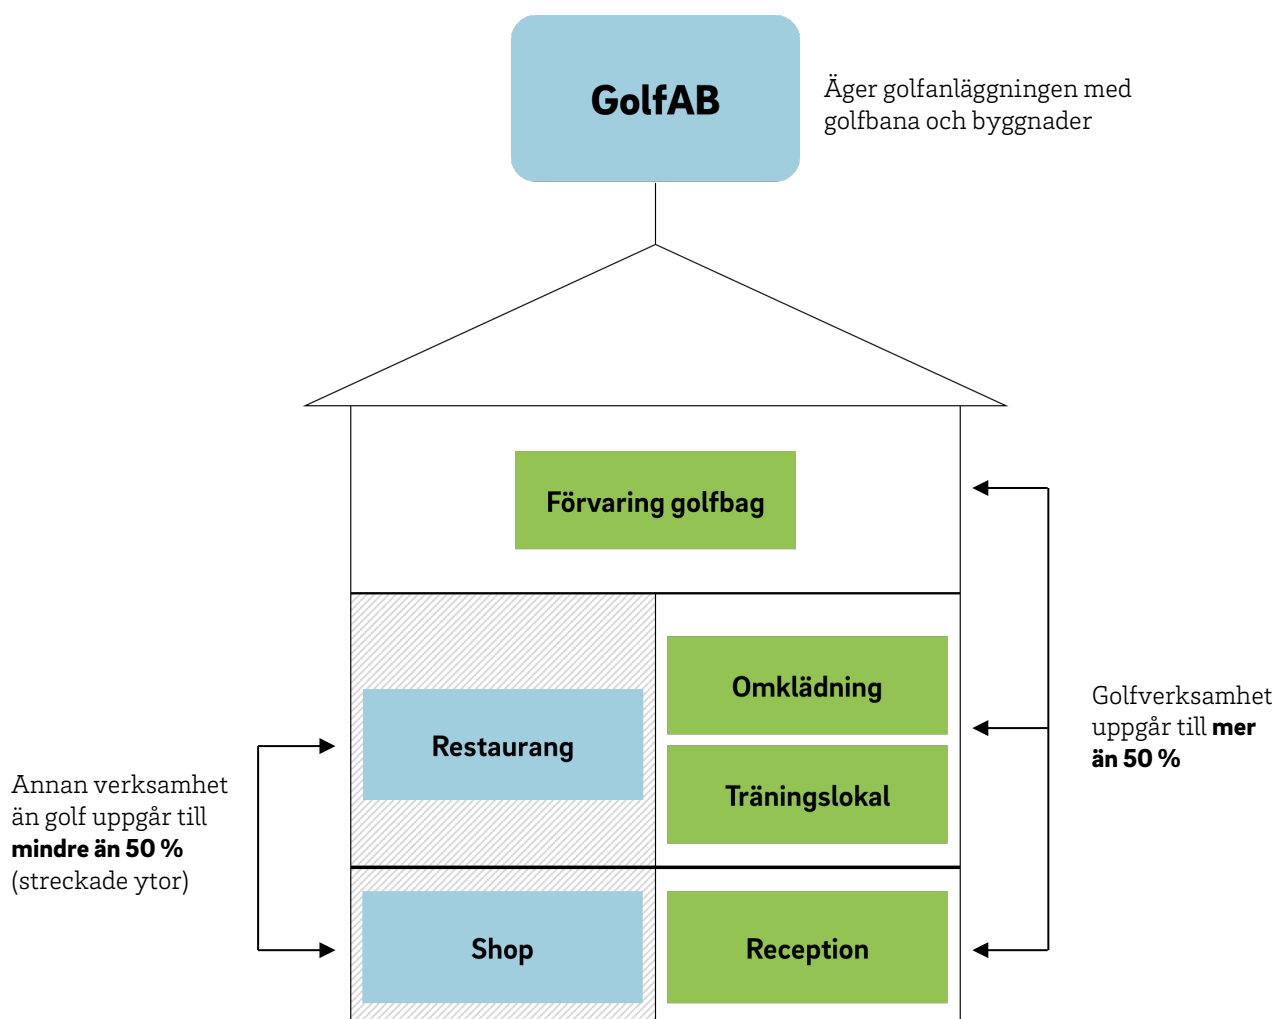 GolfAB
Äger golfanläggningen med
golfbana och byggnader
Förvaring golfbag
Omklädning
Restaurang
Träningslokal
Golfverksamhet
uppgår till mer
än 50 %
Annan verksamhet
än golf uppgår till
mindre än 50 %
(streckade ytor)
Shop
Reception